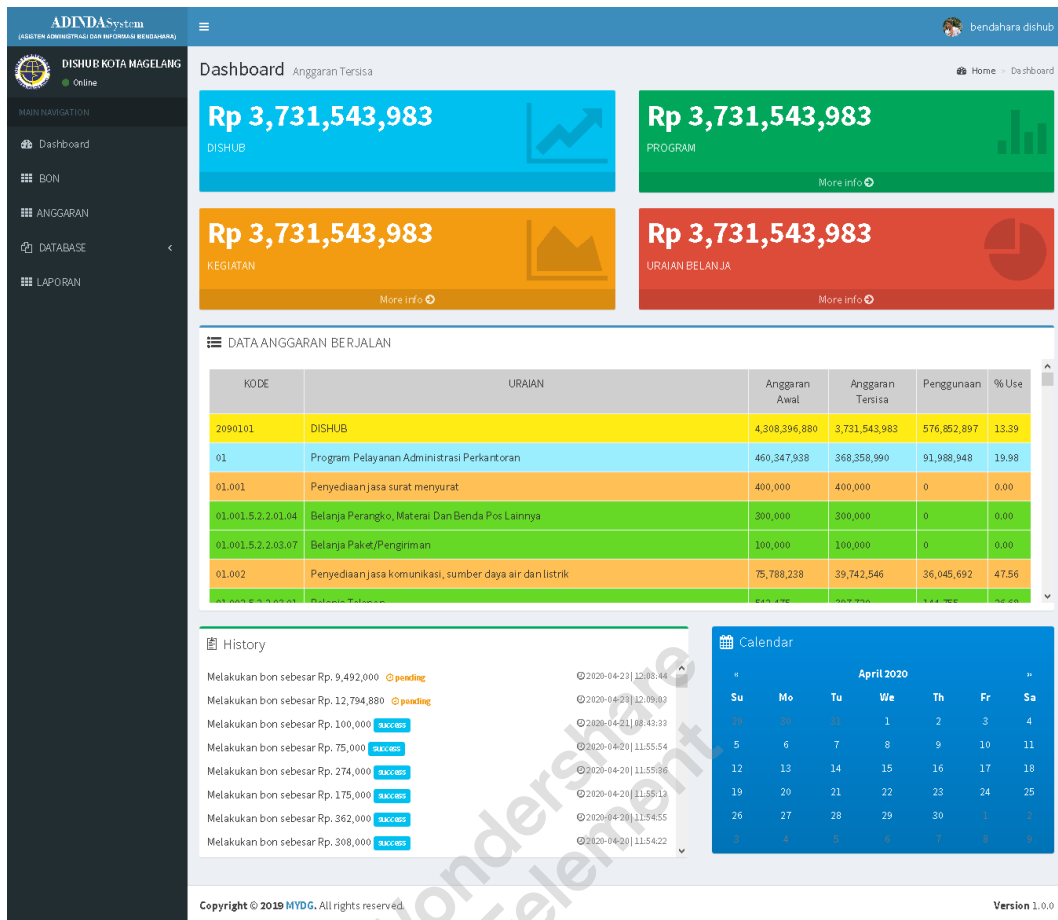 ADINDASystem
(ASISTEN ADMINISTRASI DAN INFORMASI BENDAHARA)
bendahara dishub
DISHUB KOTA MAGELANG
Online
MAIN NAVIGATION
Dashboard
BON
ANGGARAN
DATABASE
LAPORAN
Dashboard Anggaran Tersisa
Home > Dashboard
Rp 3,731,543,983
DISHUB
Rp 3,731,543,983
PROGRAM
More info
Rp 3,731,543,983
KEGIATAN
More info
Rp 3,731,543,983
URAIAN BELANJA
More info
DATA ANGGARAN BERJALAN
KODE URAIAN Anggaran Awal Anggaran Tersisa Penggunaan % Use
2090101 DISHUB 4,308,396,880 3,731,543,983 576,852,897 13.39
01 Program Pelayanan Administrasi Perkantoran 460,347,938 368,358,990 91,988,948 19.98
01.001 Penyediaan jasa surat menyurat 400,000 400,000 0 0.00
01.001.5.2.2.01.04 Belanja Perangko, Materai Dan Benda Pos Lainnya 300,000 300,000 0 0.00
01.001.5.2.2.03.07 Belanja Paket/Pengiriman 100,000 100,000 0 0.00
01.002 Penyediaan jasa komunikasi, sumber daya air dan listrik 75,788,238 39,742,546 36,045,692 47.56
History
Melakukan bon sebesar Rp. 9,492,000 pending 2020-04-23| 12:08:44
Melakukan bon sebesar Rp. 12,794,880 pending 2020-04-23| 12:09:03
Melakukan bon sebesar Rp. 100,000 success 2020-04-21| 08:43:33
Melakukan bon sebesar Rp. 75,000 success 2020-04-20| 11:55:54
Melakukan bon sebesar Rp. 274,000 success 2020-04-20| 11:55:36
Melakukan bon sebesar Rp. 175,000 success 2020-04-20| 11:55:13
Melakukan bon sebesar Rp. 362,000 success 2020-04-20| 11:54:55
Melakukan bon sebesar Rp. 308,000 success 2020-04-20| 11:54:22
Calendar
« April 2020 »
Su Mo Tu We Th Fr Sa
29 30 31 1 2 3 4
5 6 7 8 9 10 11
12 13 14 15 16 17 18
19 20 21 22 23 24 25
26 27 28 29 30 1 2
3 4 5 6 7 8 9
Wondershare
PDFelement
Copyright © 2019 MYDG. All rights reserved.
Version 1.0.0